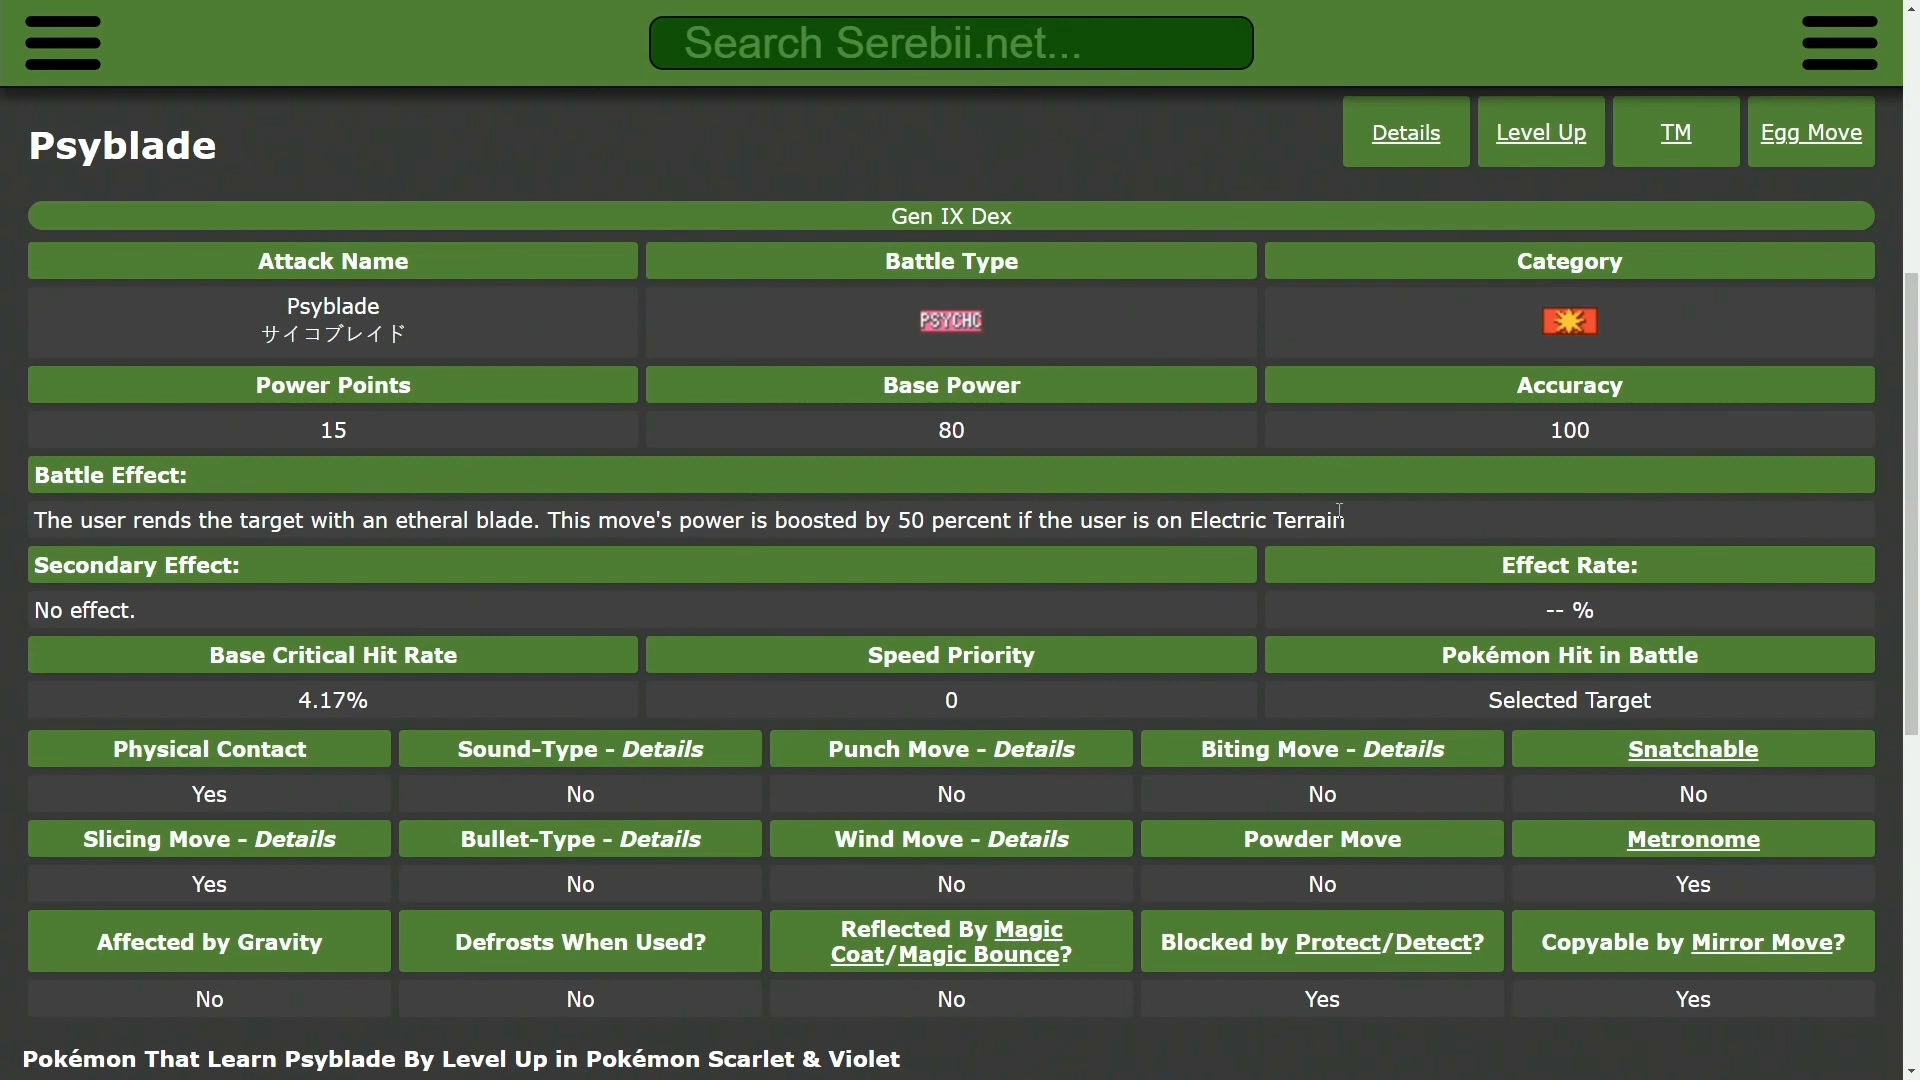 Search Serebii.net...
Psyblade
Details
Level Up
TM
Egg Move
Gen IX Dex
Attack Name
Battle Type
Category
Psyblade
サイコブレイド
PSYCHC
Power Points
Base Power
Accuracy
15
80
100
Battle Effect:
The user rends the target with an etheral blade. This move's power is boosted by 50 percent if the user is on Electric Terrain
Secondary Effect:
Effect Rate:
No effect.
-- %
Base Critical Hit Rate
Speed Priority
Pokémon Hit in Battle
4.17%
0
Selected Target
Physical Contact
Sound-Type - Details
Punch Move - Details
Biting Move - Details
Snatchable
Yes
No
No
No
No
Slicing Move - Details
Bullet-Type - Details
Wind Move - Details
Powder Move
Metronome
Yes
No
No
No
Yes
Affected by Gravity
Defrosts When Used?
Reflected By Magic
Coat/Magic Bounce?
Blocked by Protect/Detect?
Copyable by Mirror Move?
No
No
No
Yes
Yes
Pokémon That Learn Psyblade By Level Up in Pokémon Scarlet & Violet